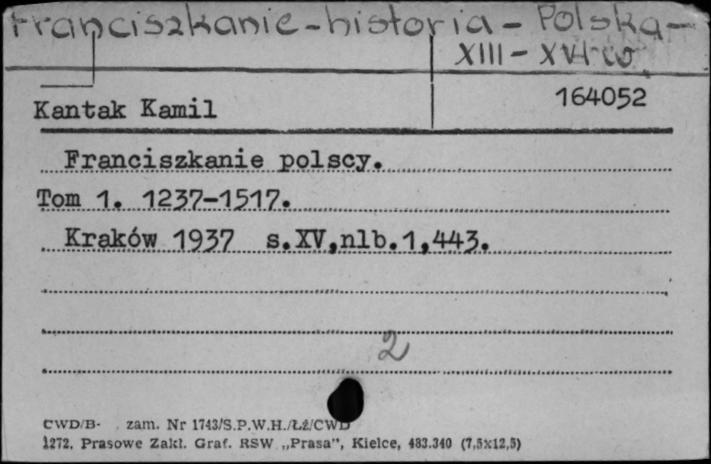 Franciszkanie - historia - Polska -
XIII - XVI w.
164052
Kantak Kamil
Franciszkanie polscy.
Tom 1. 1237-1517.
Kraków 1937 s.XV,nlb.1,443.
2
CWD/B- zam. Nr 1743/S.P.W.H./Łź/CWD
1272. Prasowe Zakł. Graf. RSW „Prasa", Kielce, 483.340 (7,5x12,5)